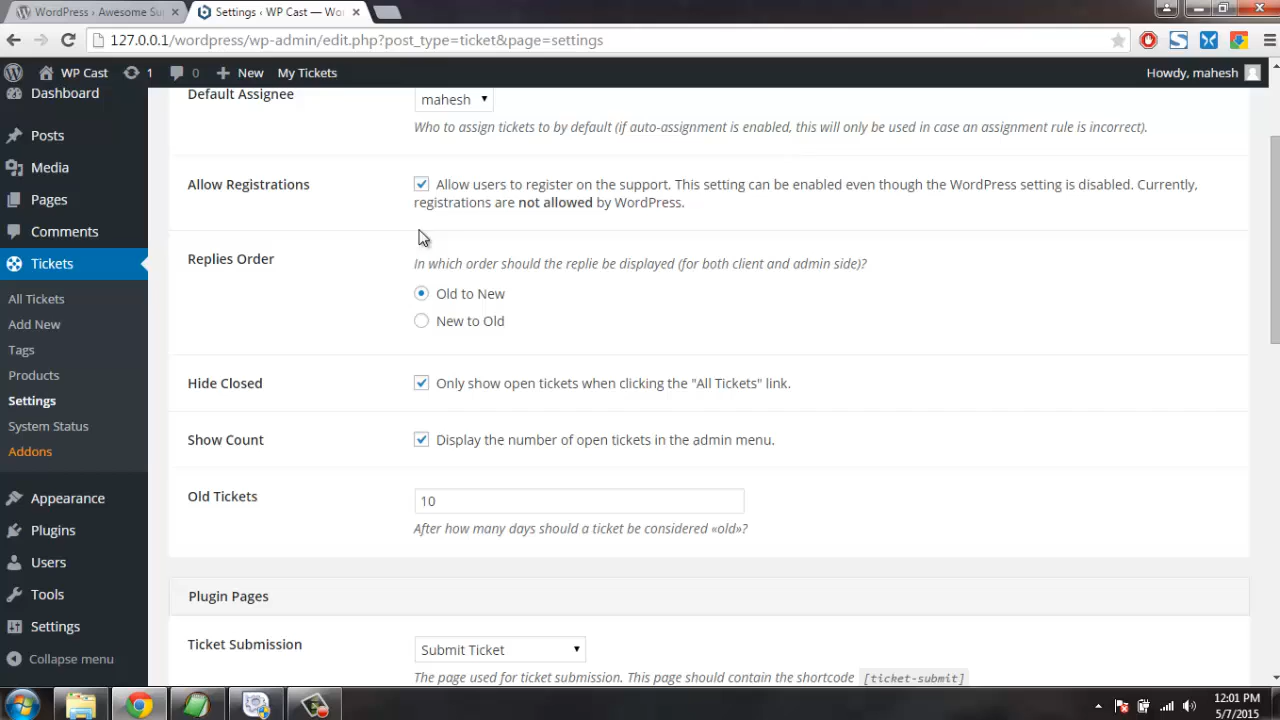 WordPress › Awesome Su
Settings ‹ WP Cast — Wo
127.0.0.1/wordpress/wp-admin/edit.php?post_type=ticket&page=settings
WP Cast
1
0
New
My Tickets
Howdy, mahesh
Dashboard
Posts
Media
Pages
Comments
Tickets
All Tickets
Add New
Tags
Products
Settings
System Status
Addons
Appearance
Plugins
Users
Tools
Settings
Collapse menu
Default Assignee
mahesh
Who to assign tickets to by default (if auto-assignment is enabled, this will only be used in case an assignment rule is incorrect).
Allow Registrations
Allow users to register on the support. This setting can be enabled even though the WordPress setting is disabled. Currently,
registrations are not allowed by WordPress.
Replies Order
In which order should the replie be displayed (for both client and admin side)?
Old to New
New to Old
Hide Closed
Only show open tickets when clicking the "All Tickets" link.
Show Count
Display the number of open tickets in the admin menu.
Old Tickets
10
After how many days should a ticket be considered «old»?
Plugin Pages
Ticket Submission
Submit Ticket
The page used for ticket submission. This page should contain the shortcode [ticket-submit]
12:01 PM
5/7/2015